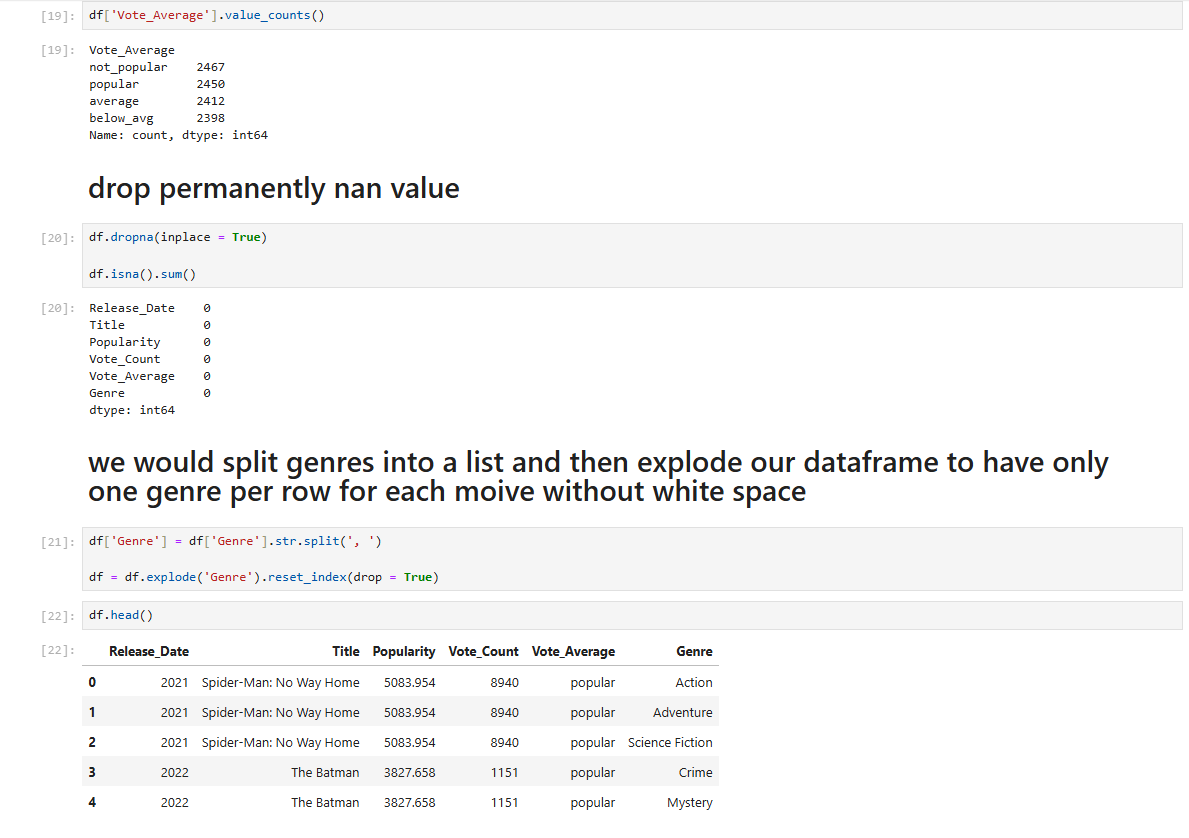 [19]: df['Vote_Average'].value_counts()
[19]: Vote_Average
not_popular    2467
popular        2450
average        2412
below_avg      2398
Name: count, dtype: int64
drop permanently nan value
[20]: df.dropna(inplace = True)
df.isna().sum()
[20]: Release_Date    0
Title           0
Popularity      0
Vote_Count      0
Vote_Average    0
Genre           0
dtype: int64
we would split genres into a list and then explode our dataframe to have only
one genre per row for each moive without white space
[21]: df['Genre'] = df['Genre'].str.split(', ')
df = df.explode('Genre').reset_index(drop = True)
[22]: df.head()
[22]: Release_Date Title Popularity Vote_Count Vote_Average Genre
0 2021 Spider-Man: No Way Home 5083.954 8940 popular Action
1 2021 Spider-Man: No Way Home 5083.954 8940 popular Adventure
2 2021 Spider-Man: No Way Home 5083.954 8940 popular Science Fiction
3 2022 The Batman 3827.658 1151 popular Crime
4 2022 The Batman 3827.658 1151 popular Mystery